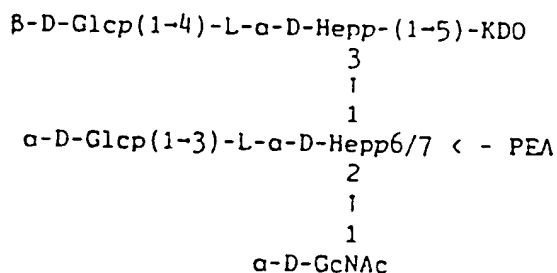 β-D-Glcp(1→4)-L-α-D-Hepp-(1→5)-KDO
3
↑
1
α-D-Glcp(1→3)-L-α-D-Hepp6/7 < - PEA
2
↑
1
α-D-GcNAc